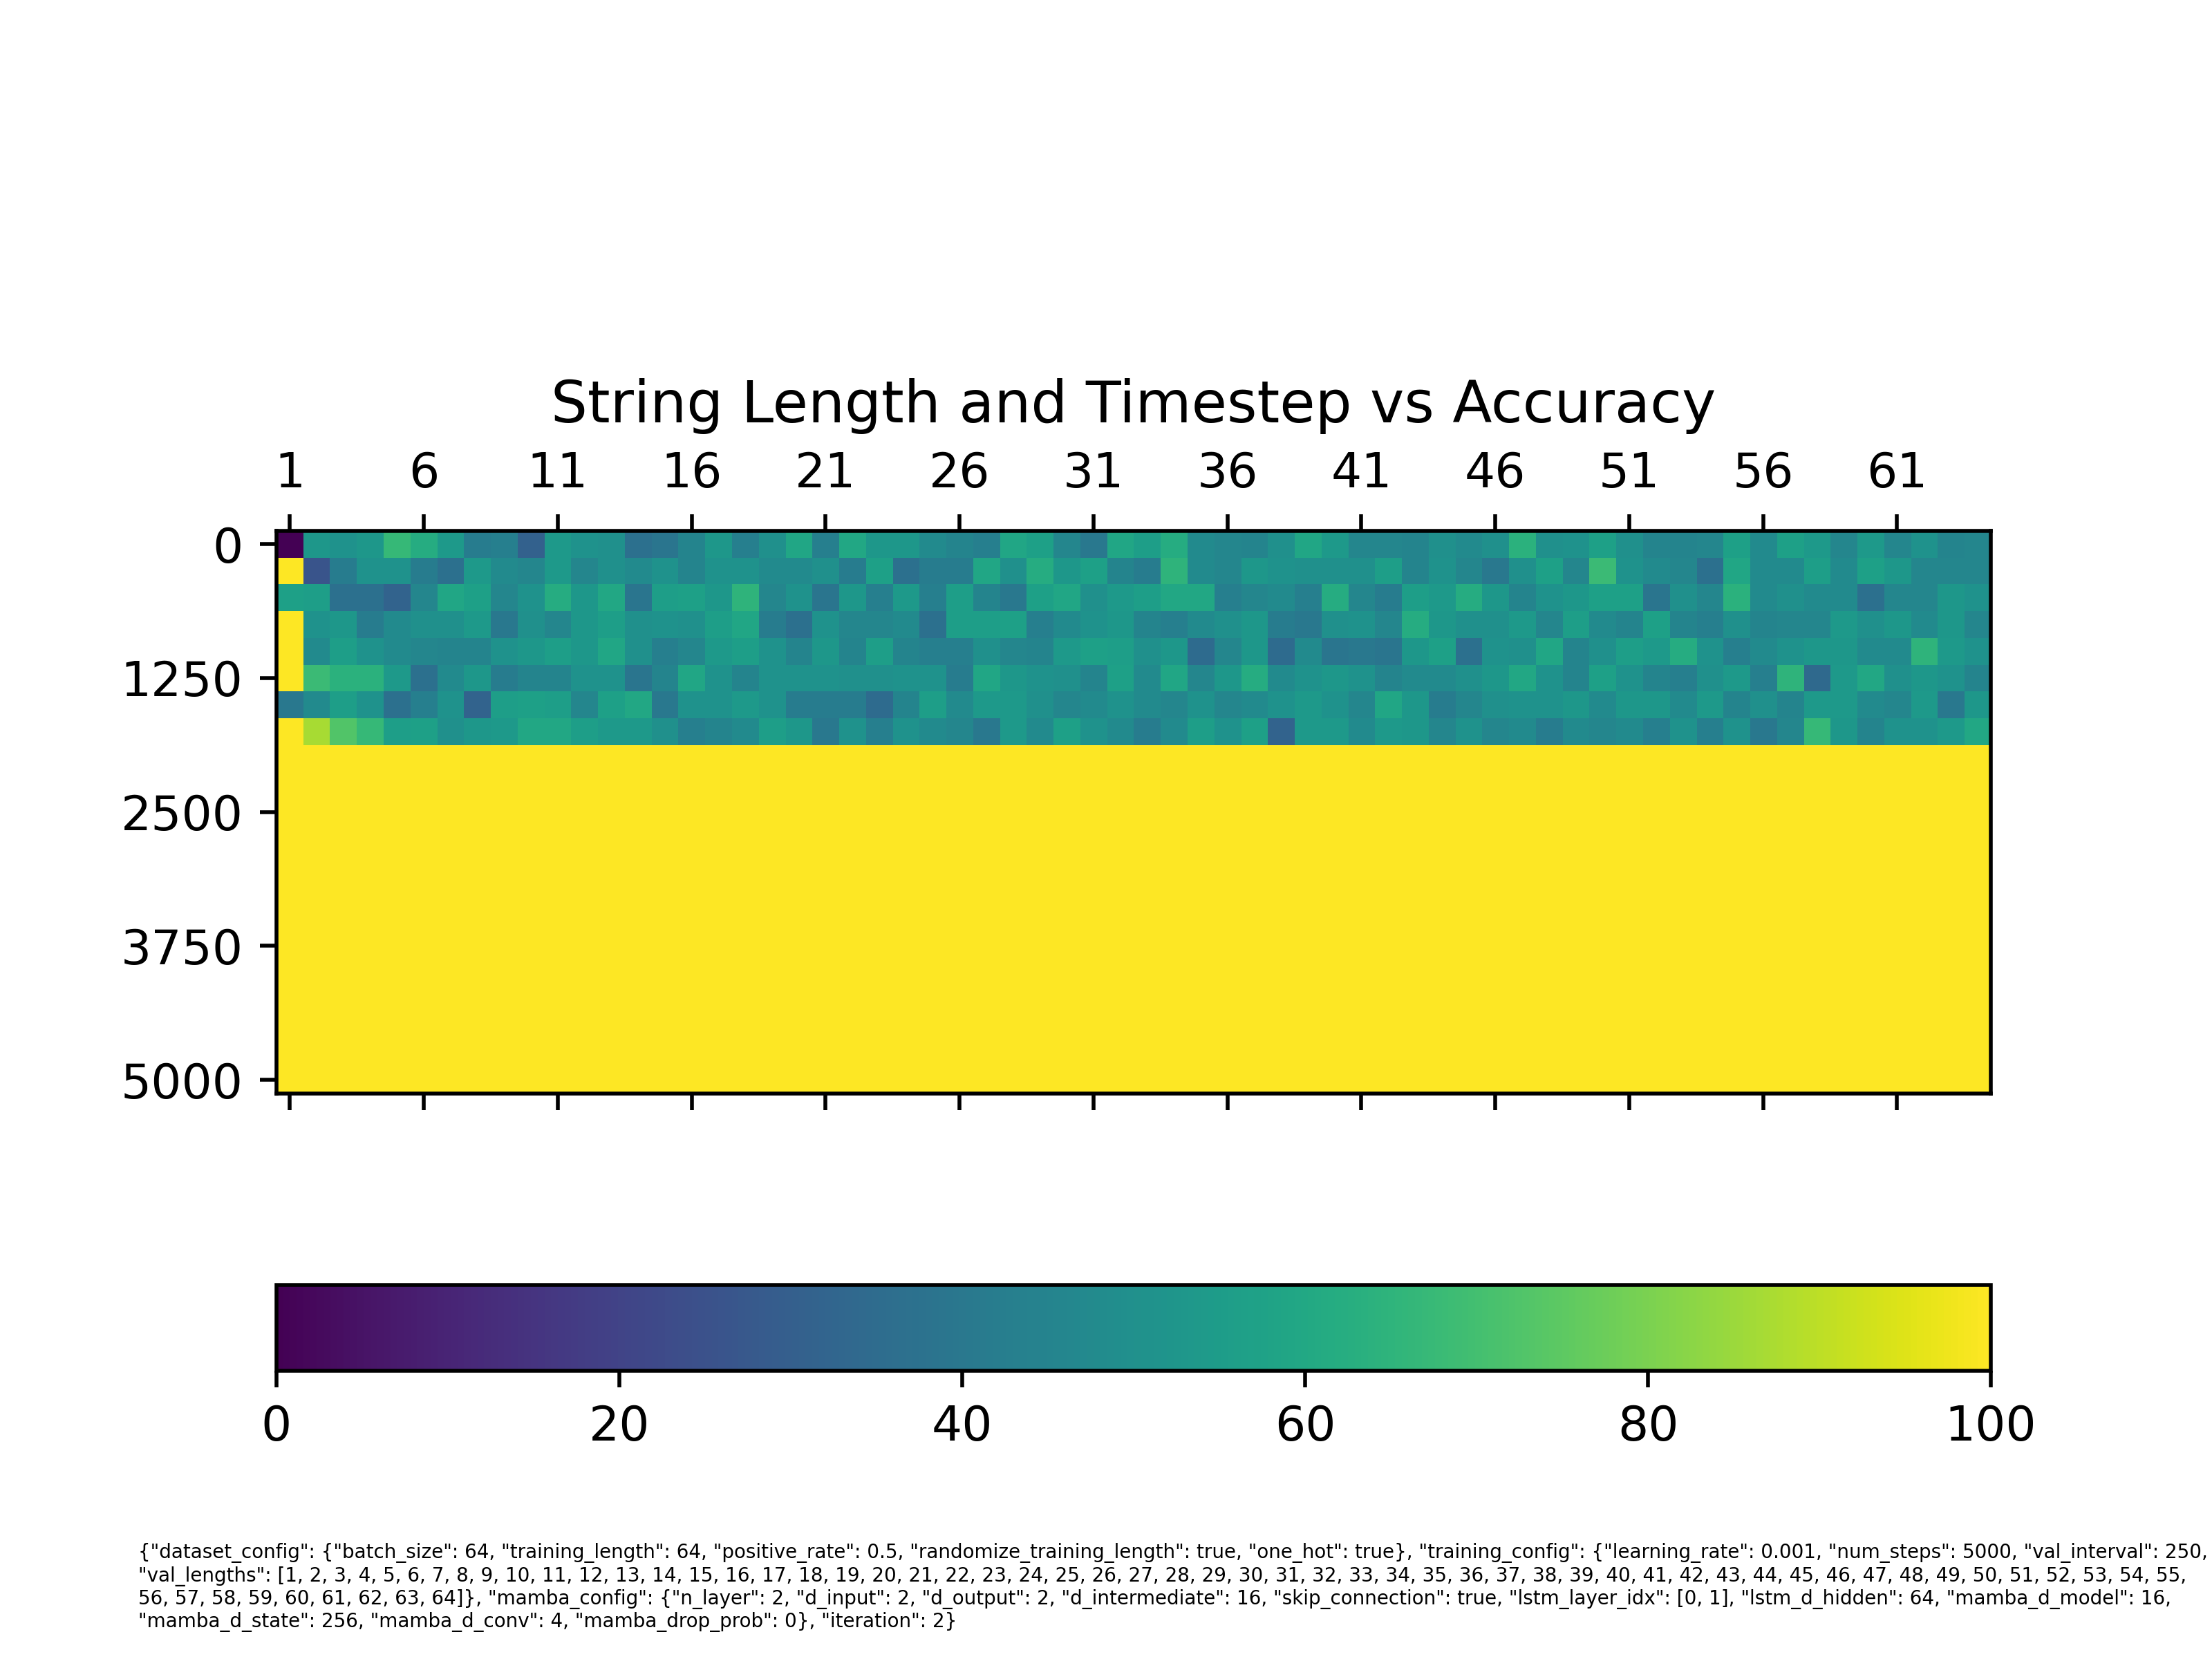 String Length and Timestep vs Accuracy
1 6 11 16 21 26 31 36 41 46 51 56 61
0
1250
2500
3750
5000
0 20 40 60 80 100
{"dataset_config": {"batch_size": 64, "training_length": 64, "positive_rate": 0.5, "randomize_training_length": true, "one_hot": true}, "training_config": {"learning_rate": 0.001, "num_steps": 5000, "val_interval": 250,
"val_lengths": [1, 2, 3, 4, 5, 6, 7, 8, 9, 10, 11, 12, 13, 14, 15, 16, 17, 18, 19, 20, 21, 22, 23, 24, 25, 26, 27, 28, 29, 30, 31, 32, 33, 34, 35, 36, 37, 38, 39, 40, 41, 42, 43, 44, 45, 46, 47, 48, 49, 50, 51, 52, 53, 54, 55,
56, 57, 58, 59, 60, 61, 62, 63, 64]}, "mamba_config": {"n_layer": 2, "d_input": 2, "d_output": 2, "d_intermediate": 16, "skip_connection": true, "lstm_layer_idx": [0, 1], "lstm_d_hidden": 64, "mamba_d_model": 16,
"mamba_d_state": 256, "mamba_d_conv": 4, "mamba_drop_prob": 0}, "iteration": 2}